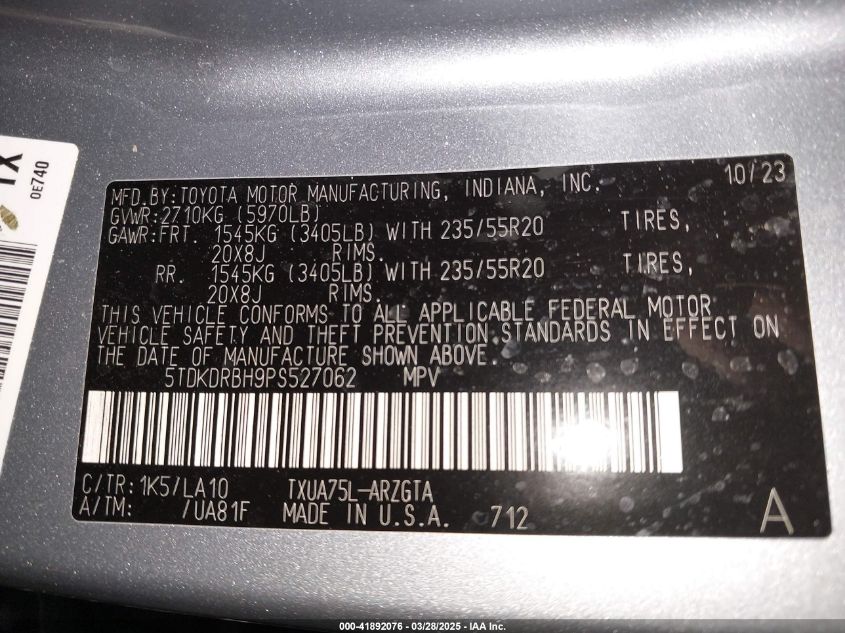 MFD.BY:TOYOTA MOTOR MANUFACTURING, INDIANA, INC. 10/23
GVWR:2710KG (5970LB)
GAWR:FRT. 1545KG (3405LB) WITH 235/55R20 TIRES,
20X8J RIMS.
RR. 1545KG (3405LB) WITH 235/55R20 TIRES,
20X8J RIMS.
THIS VEHICLE CONFORMS TO ALL APPLICABLE FEDERAL MOTOR
VEHICLE SAFETY AND THEFT PREVENTION STANDARDS IN EFFECT ON
THE DATE OF MANUFACTURE SHOWN ABOVE.
5TDKDRBH9PS527062 MPV
C/TR: 1K5/LA10 TXUA75L-ARZGTA
A/TM: /UA81F MADE IN U.S.A. 712 A
0E740
000-41892076 - 03/28/2025 - IAA Inc.